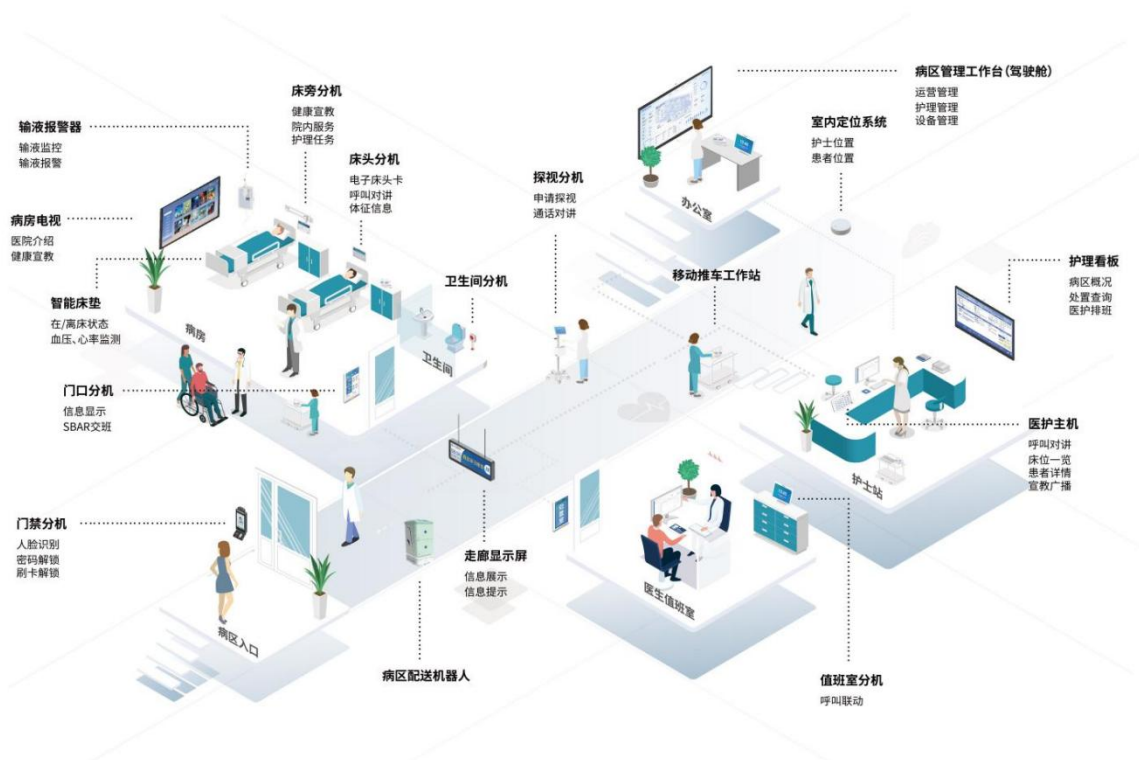 病区管理工作台(驾驶舱)
运营管理
护理管理
设备管理
床旁分机
健康宣教
院内服务
护理任务
输液报警器
输液监控
输液报警
室内定位系统
护士位置
患者位置
床头分机
电子床头卡
呼叫对讲
体征信息
探视分机
申请探视
通话对讲
办公室
病房电视
医院介绍
健康宣教
护理看板
病区概况
处置查询
医护排班
移动推车工作站
卫生间分机
智能床垫
在/离床状态
血压、心率监测
病房
卫生间
门口分机
信息显示
SBAR交班
医护主机
呼叫对讲
床位一览
患者详情
宣教广播
护士站
门禁分机
人脸识别
密码解锁
刷卡解锁
走廊显示屏
信息展示
信息提示
医生值班室
病区入口
病区配送机器人
值班室分机
呼叫联动